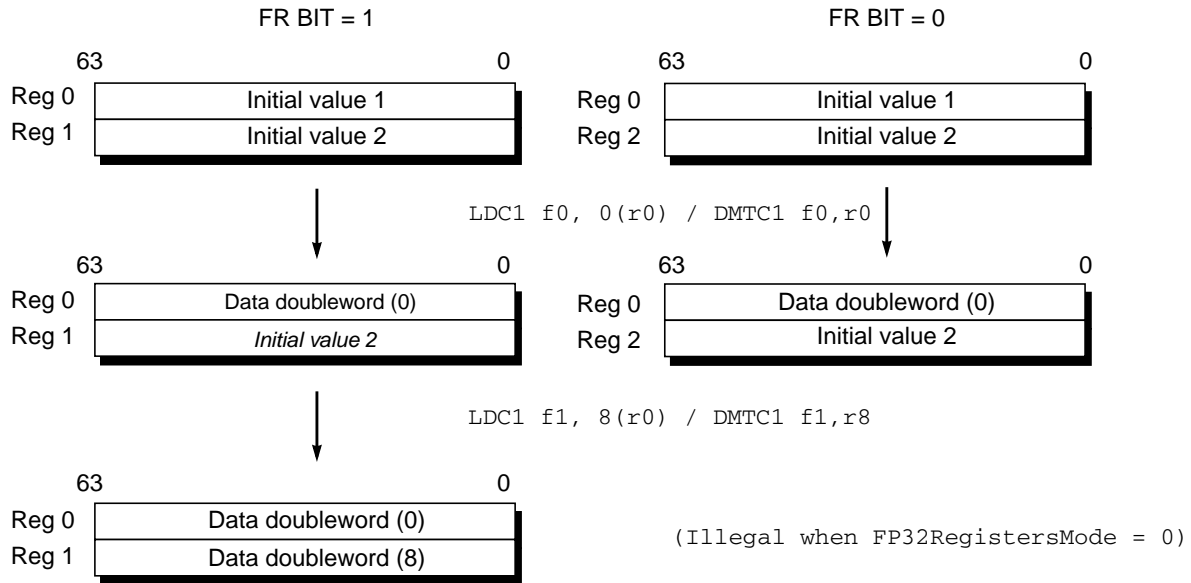 FR BIT = 1 FR BIT = 0
63 0 63 0
Reg 0 Initial value 1 Reg 0 Initial value 1
Reg 1 Initial value 2 Reg 2 Initial value 2
LDC1 f0, 0(r0) / DMTC1 f0,r0
63 0 63 0
Reg 0 Data doubleword (0) Reg 0 Data doubleword (0)
Reg 1 Initial value 2 Reg 2 Initial value 2
LDC1 f1, 8(r0) / DMTC1 f1,r8
63 0
Reg 0 Data doubleword (0)
(Illegal when FP32RegistersMode = 0)
Reg 1 Data doubleword (8)